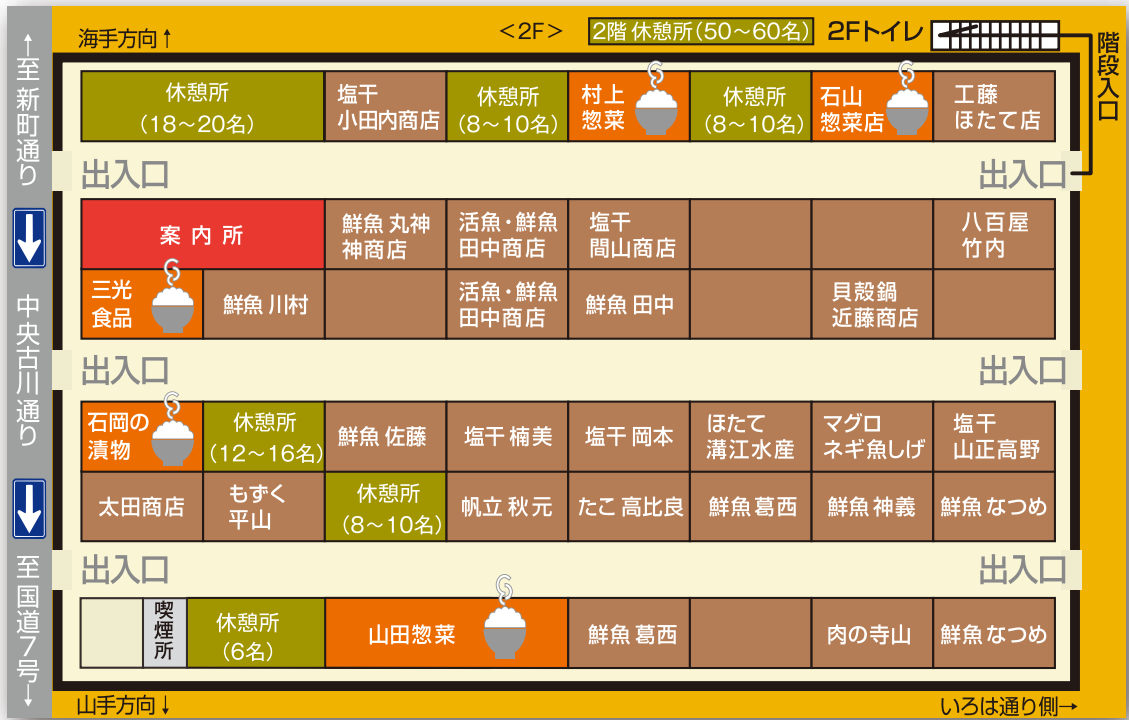 海手方向↑
<2F>
2階 休憩所(50〜60名)
2Fトイレ
階段入口
←至 新町通り
中央古川通り
至 国道7号→
休憩所
(18〜20名)
塩干
小田内商店
休憩所
(8〜10名)
村上
惣菜
休憩所
(8〜10名)
石山
惣菜店
工藤
ほたて店
出入口
出入口
案内所
鮮魚 丸神
神商店
活魚・鮮魚
田中商店
塩干
間山商店
八百屋
竹内
三光
食品
鮮魚 川村
活魚・鮮魚
田中商店
鮮魚 田中
貝殻鍋
近藤商店
出入口
出入口
石岡の
漬物
休憩所
(12〜16名)
鮮魚 佐藤
塩干 楠美
塩干 岡本
ほたて
溝江水産
マグロ
ネギ魚しげ
塩干
山正高野
太田商店
もずく
平山
休憩所
(8〜10名)
帆立 秋元
たこ 高比良
鮮魚 葛西
鮮魚 神義
鮮魚 なつめ
出入口
出入口
喫煙所
休憩所
(6名)
山田惣菜
鮮魚 葛西
肉の寺山
鮮魚 なつめ
山手方向↓
いろは通り側→